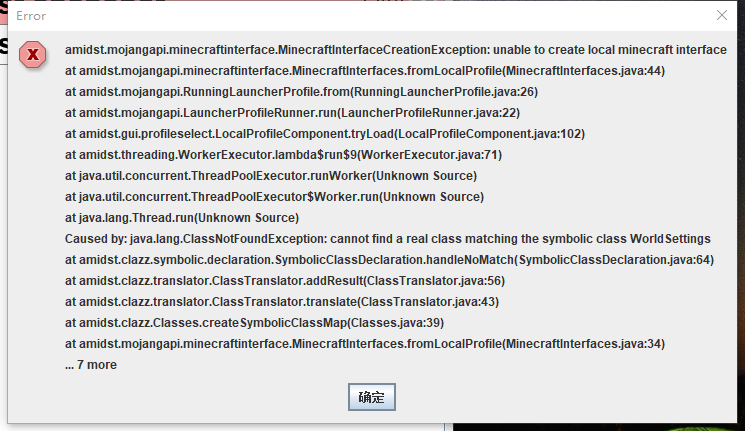 Error
amidst.mojangapi.minecraftinterface.MinecraftInterfaceCreationException: unable to create local minecraft interface
at amidst.mojangapi.minecraftinterface.MinecraftInterfaces.fromLocalProfile(MinecraftInterfaces.java:44)
at amidst.mojangapi.RunningLauncherProfile.from(RunningLauncherProfile.java:26)
at amidst.mojangapi.LauncherProfileRunner.run(LauncherProfileRunner.java:22)
at amidst.gui.profileselect.LocalProfileComponent.tryLoad(LocalProfileComponent.java:102)
at amidst.threading.WorkerExecutor.lambda$run$9(WorkerExecutor.java:71)
at java.util.concurrent.ThreadPoolExecutor.runWorker(Unknown Source)
at java.util.concurrent.ThreadPoolExecutor$Worker.run(Unknown Source)
at java.lang.Thread.run(Unknown Source)
Caused by: java.lang.ClassNotFoundException: cannot find a real class matching the symbolic class WorldSettings
at amidst.clazz.symbolic.declaration.SymbolicClassDeclaration.handleNoMatch(SymbolicClassDeclaration.java:64)
at amidst.clazz.translator.ClassTranslator.addResult(ClassTranslator.java:56)
at amidst.clazz.translator.ClassTranslator.translate(ClassTranslator.java:43)
at amidst.clazz.Classes.createSymbolicClassMap(Classes.java:39)
at amidst.mojangapi.minecraftinterface.MinecraftInterfaces.fromLocalProfile(MinecraftInterfaces.java:34)
... 7 more
确定